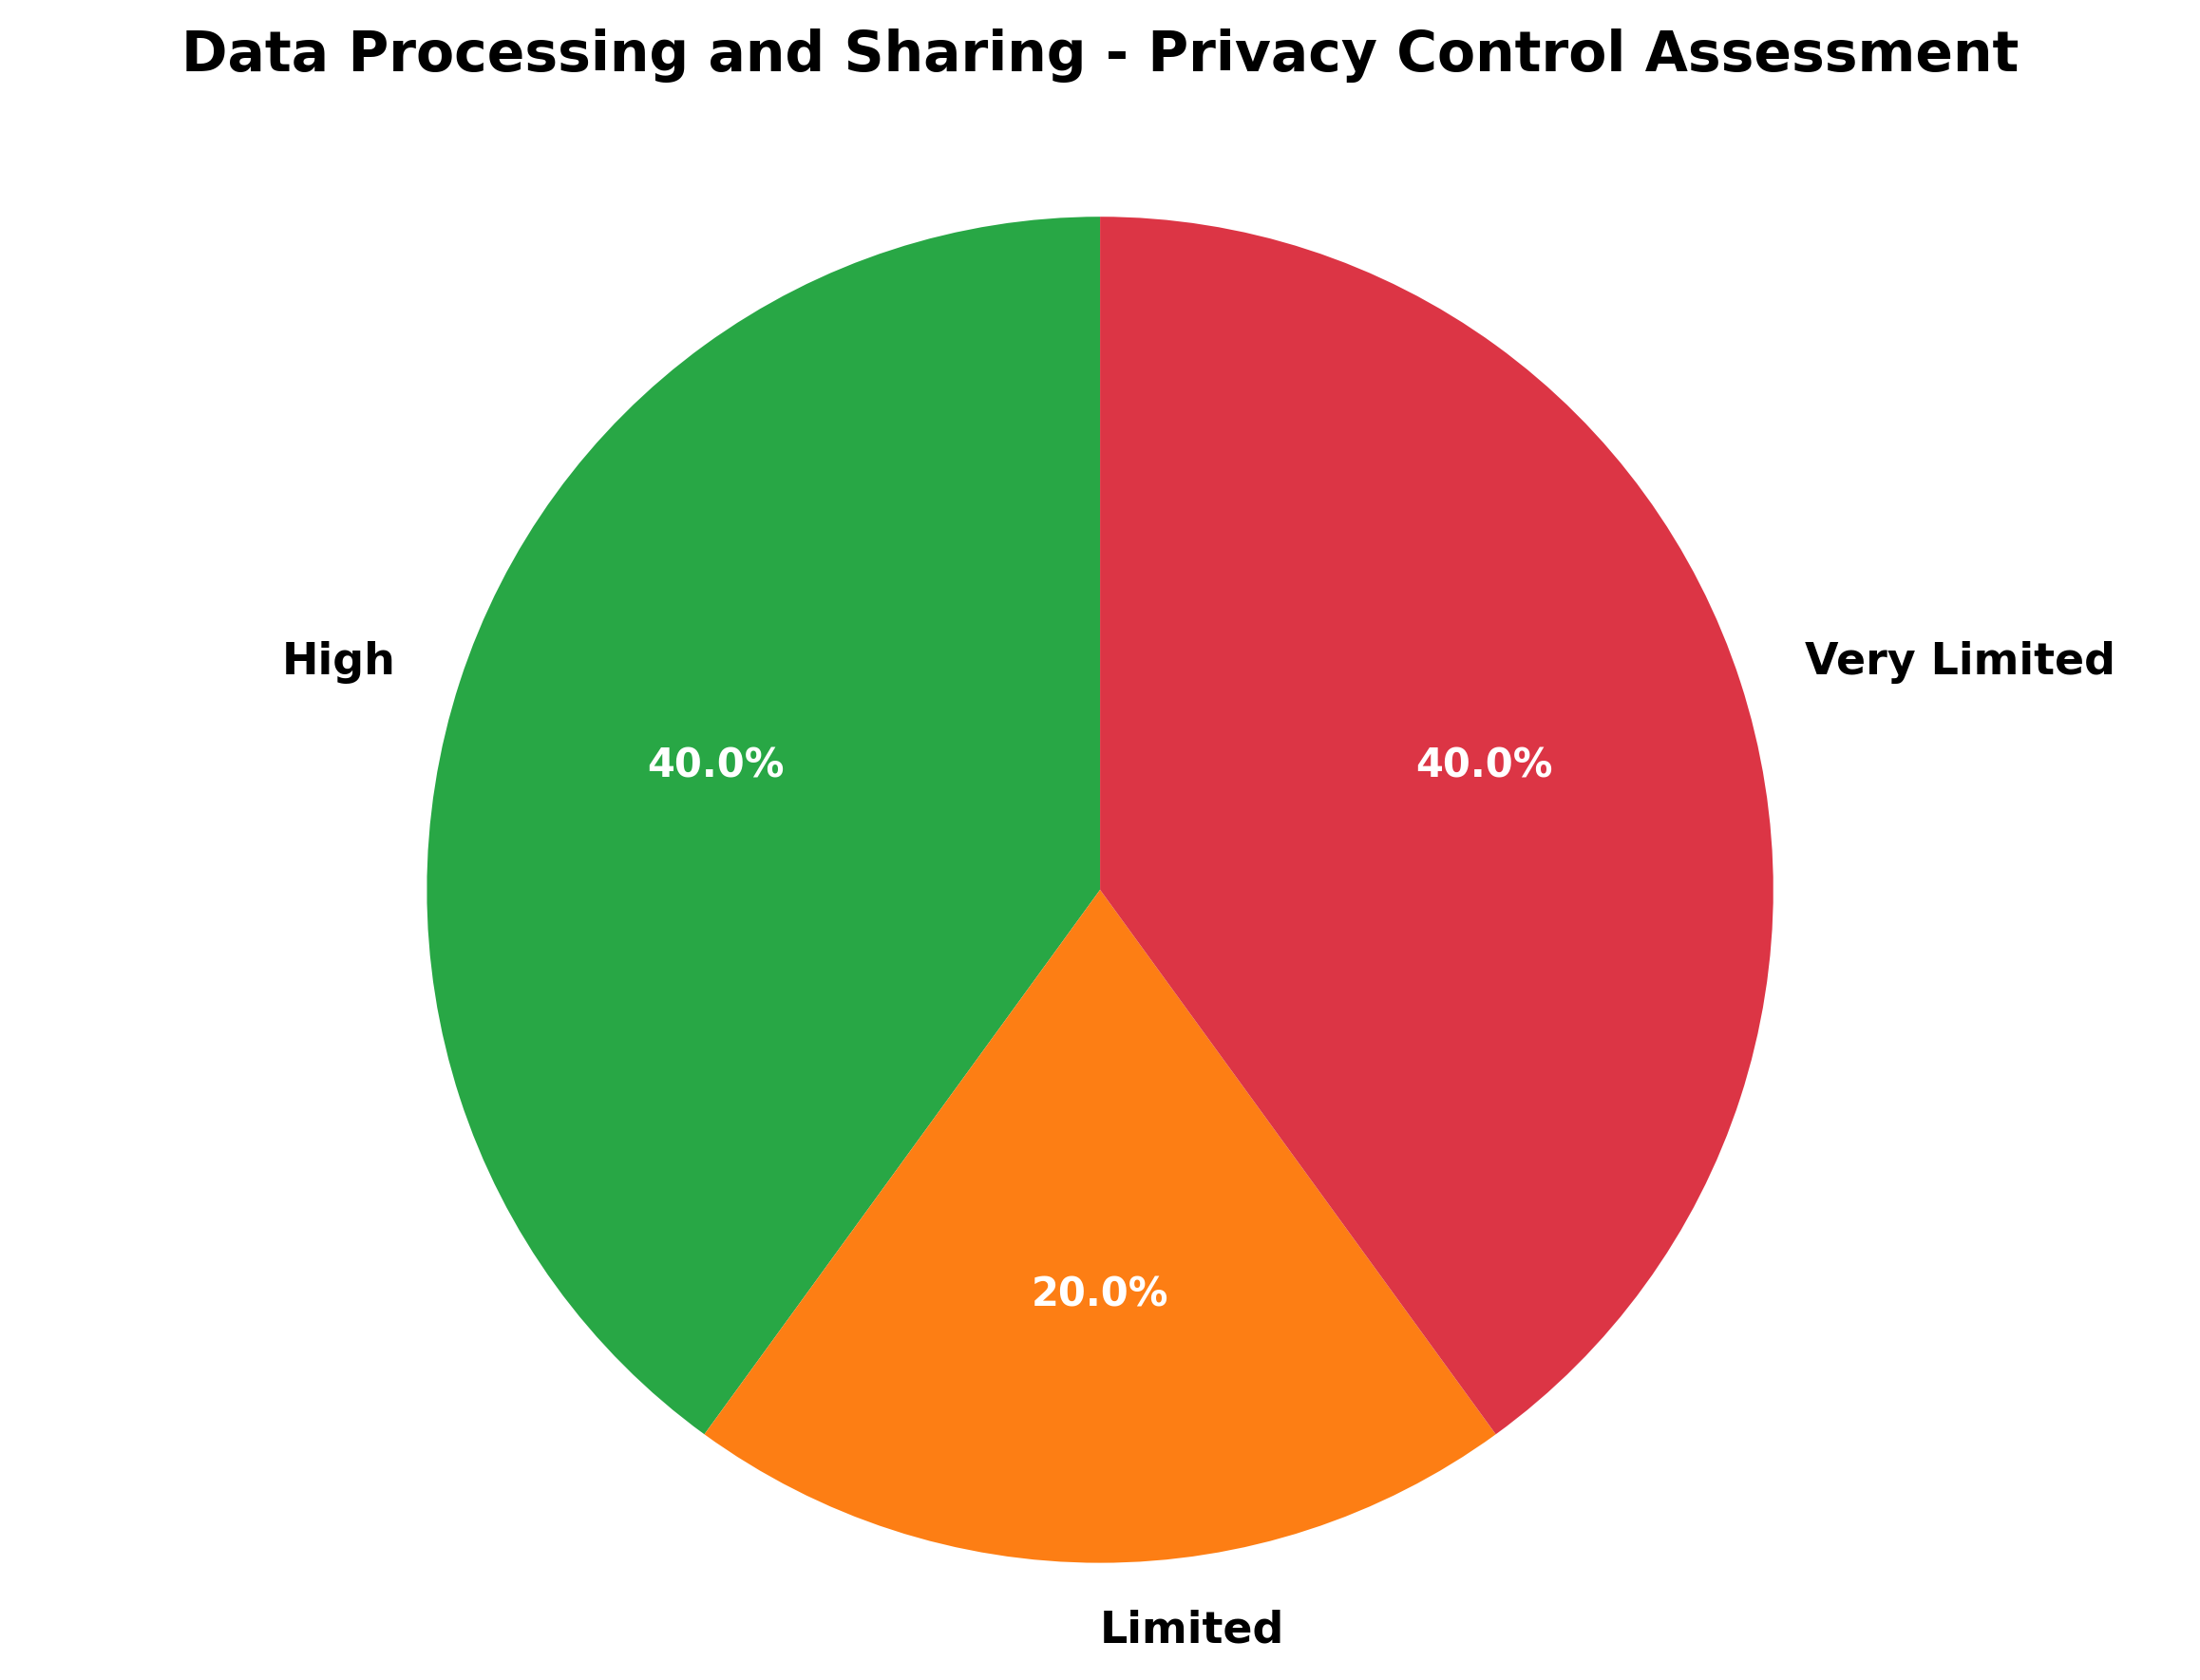 Data Processing and Sharing - Privacy Control Assessment
High
Very Limited
40.0%
40.0%
20.0%
Limited